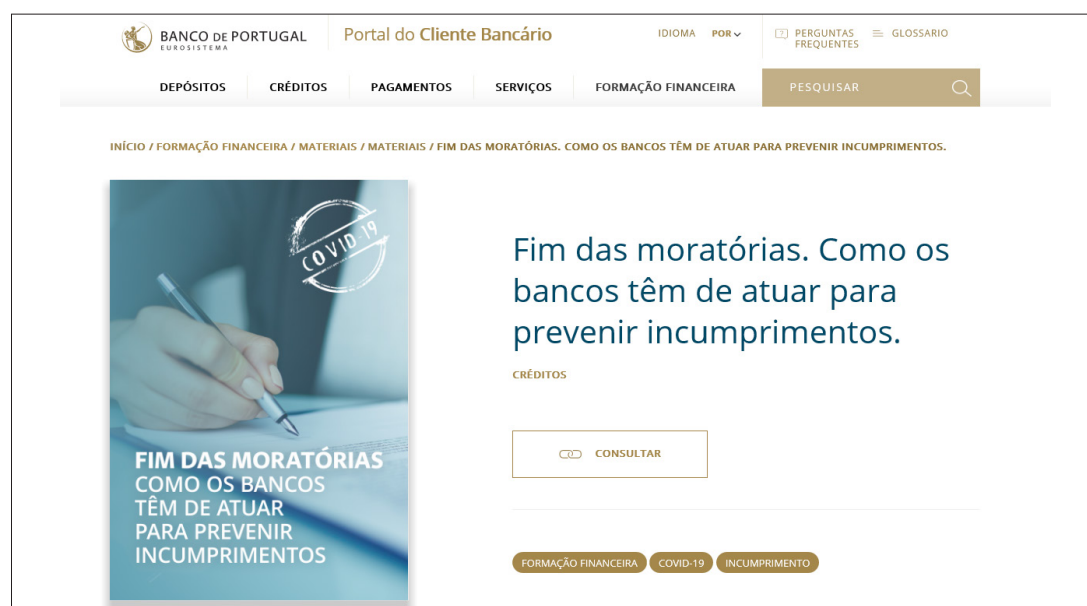 BANCO DE PORTUGAL
EUROSISTEMA
Portal do Cliente Bancário
IDIOMA POR
PERGUNTAS
FREQUENTES
GLOSSARIO
DEPÓSITOS CRÉDITOS PAGAMENTOS SERVIÇOS FORMAÇÃO FINANCEIRA PESQUISAR
INÍCIO / FORMAÇÃO FINANCEIRA / MATERIAIS / MATERIAIS / FIM DAS MORATÓRIAS. COMO OS BANCOS TÊM DE ATUAR PARA PREVENIR INCUMPRIMENTOS.
COVID-19
FIM DAS MORATÓRIAS
COMO OS BANCOS
TÊM DE ATUAR
PARA PREVENIR
INCUMPRIMENTOS
Fim das moratórias. Como os
bancos têm de atuar para
prevenir incumprimentos.
CRÉDITOS
CONSULTAR
FORMAÇÃO FINANCEIRA COVID-19 INCUMPRIMENTO